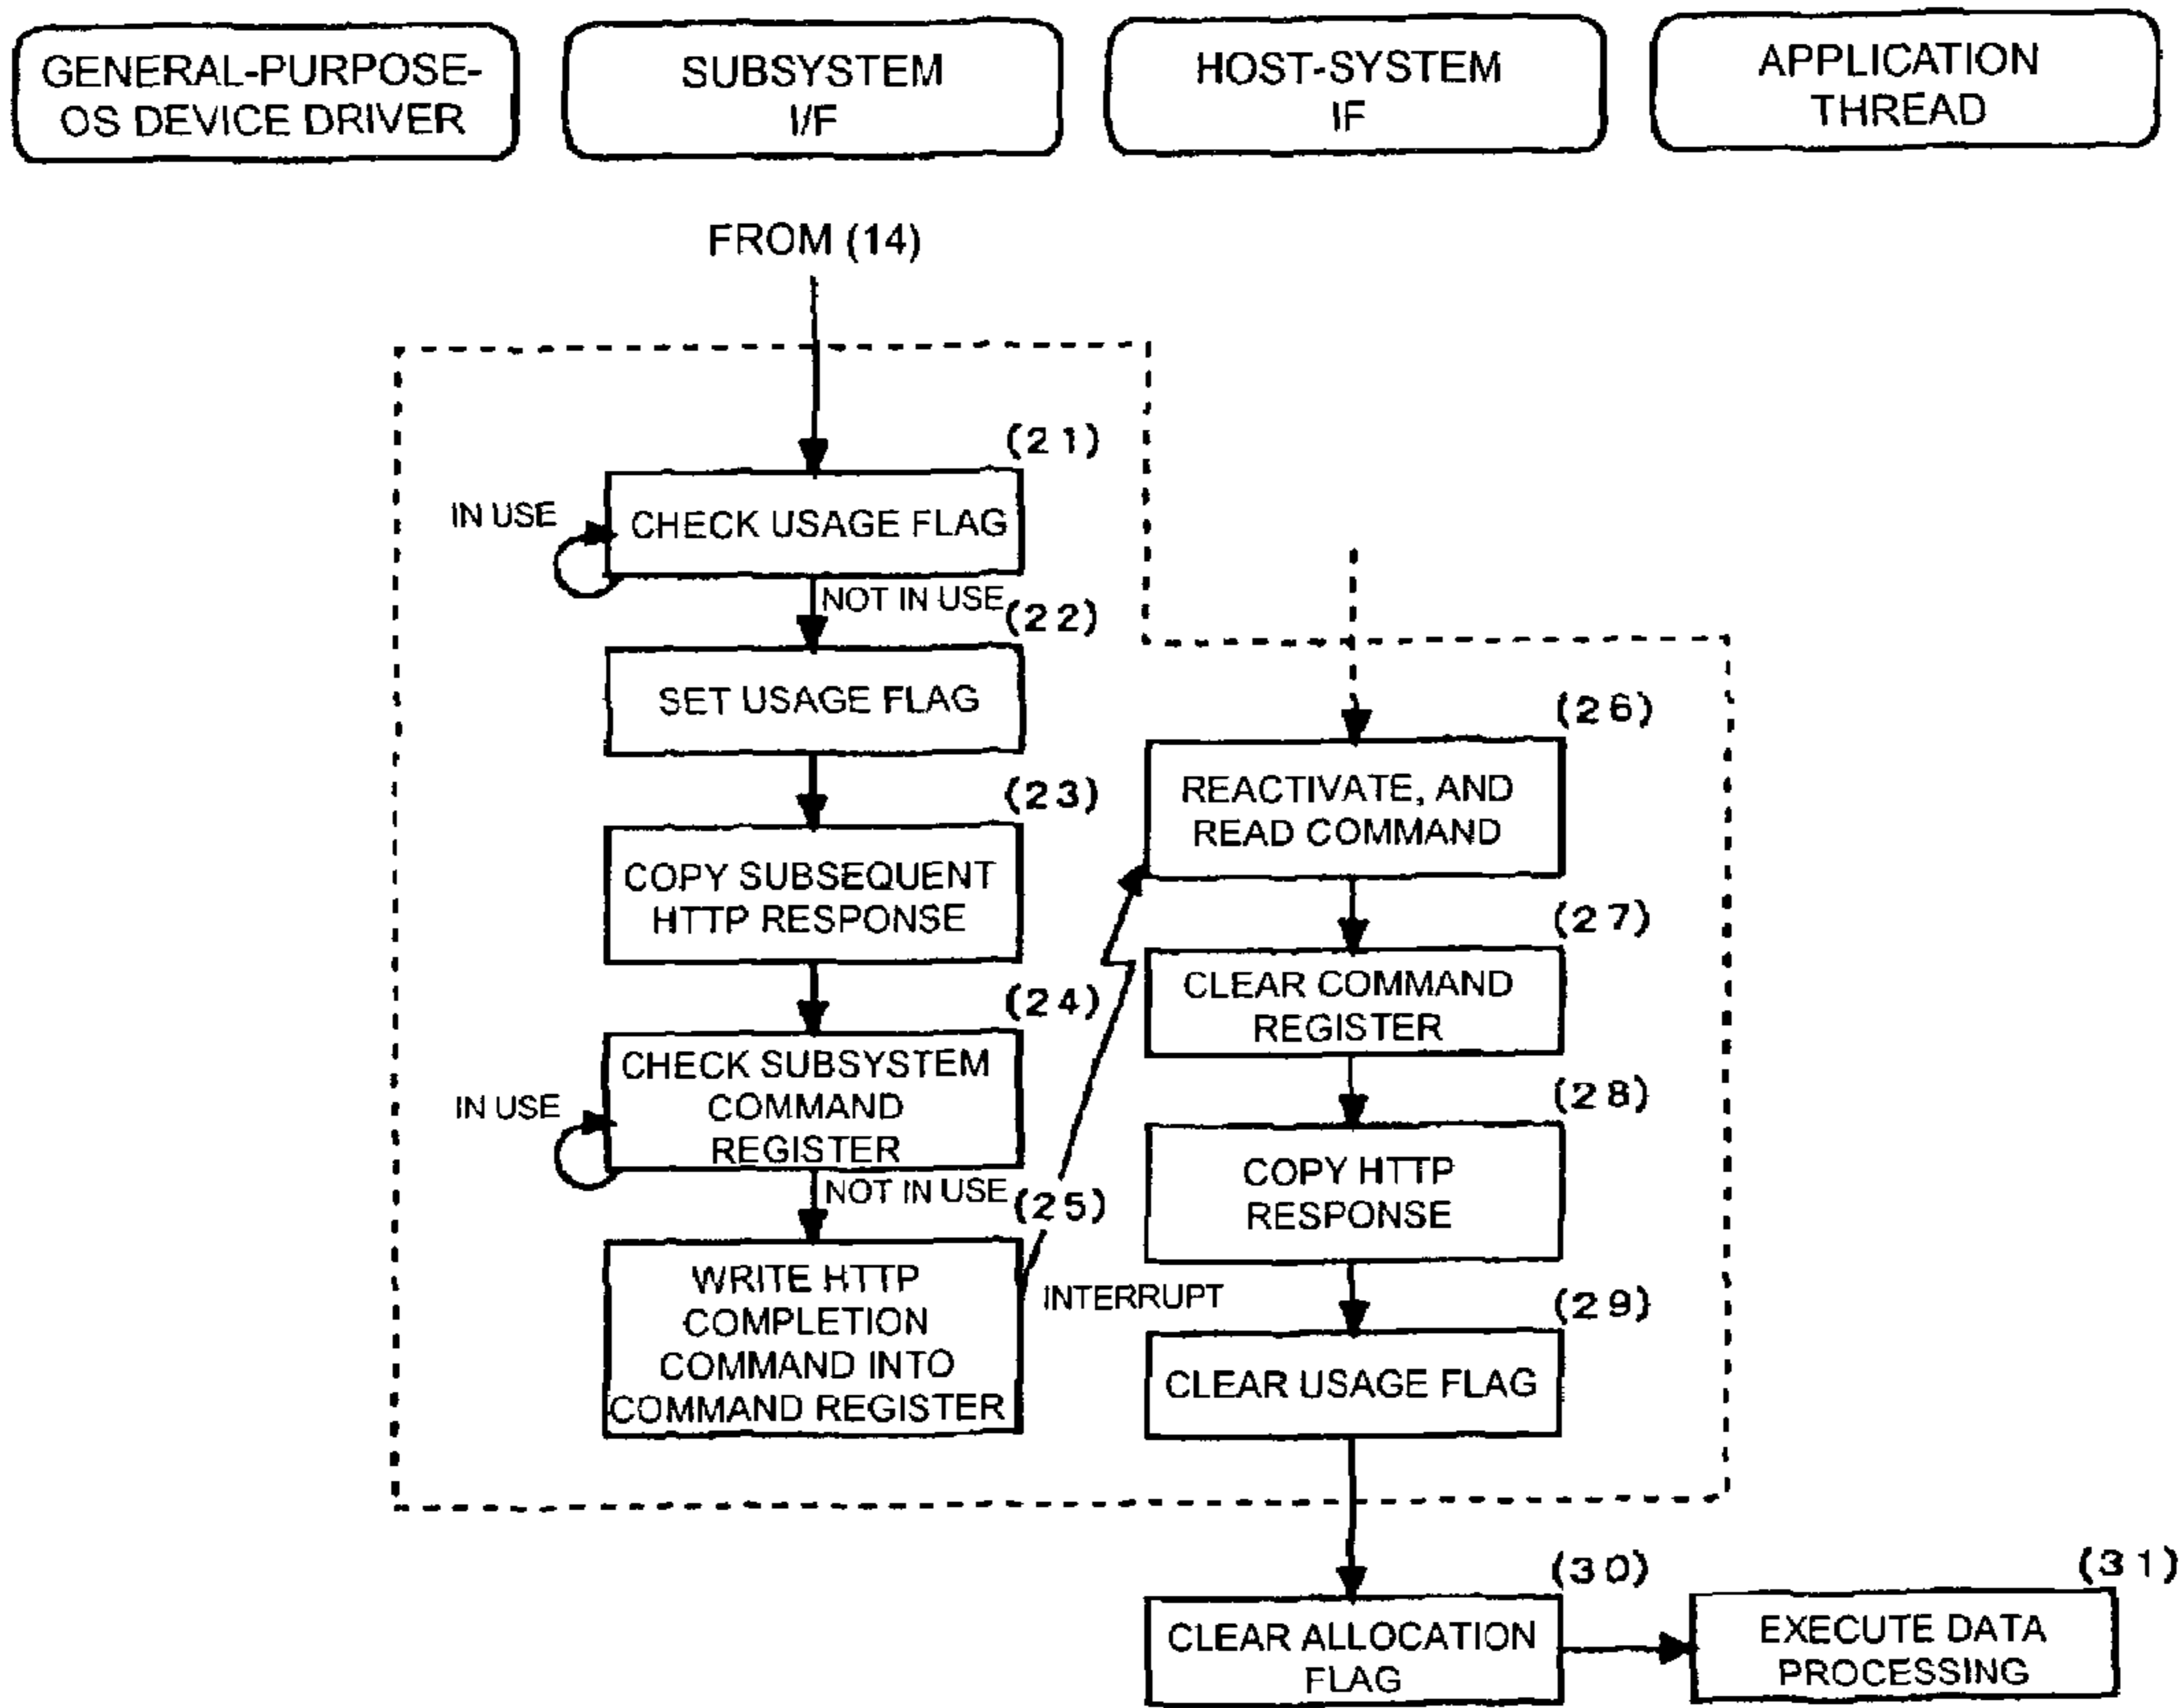 GENERAL-PURPOSE-
OS DEVICE DRIVER
SUBSYSTEM
I/F
HOST-SYSTEM
IF
APPLICATION
THREAD
FROM (14)
(21)
IN USE
CHECK USAGE FLAG
NOT IN USE
(22)
SET USAGE FLAG
(23)
COPY SUBSEQUENT
HTTP RESPONSE
(24)
CHECK SUBSYSTEM
COMMAND
REGISTER
IN USE
NOT IN USE
(25)
WRITE HTTP
COMPLETION
COMMAND INTO
COMMAND REGISTER
INTERRUPT
(26)
REACTIVATE, AND
READ COMMAND
(27)
CLEAR COMMAND
REGISTER
(28)
COPY HTTP
RESPONSE
(29)
CLEAR USAGE FLAG
(30)
CLEAR ALLOCATION
FLAG
(31)
EXECUTE DATA
PROCESSING